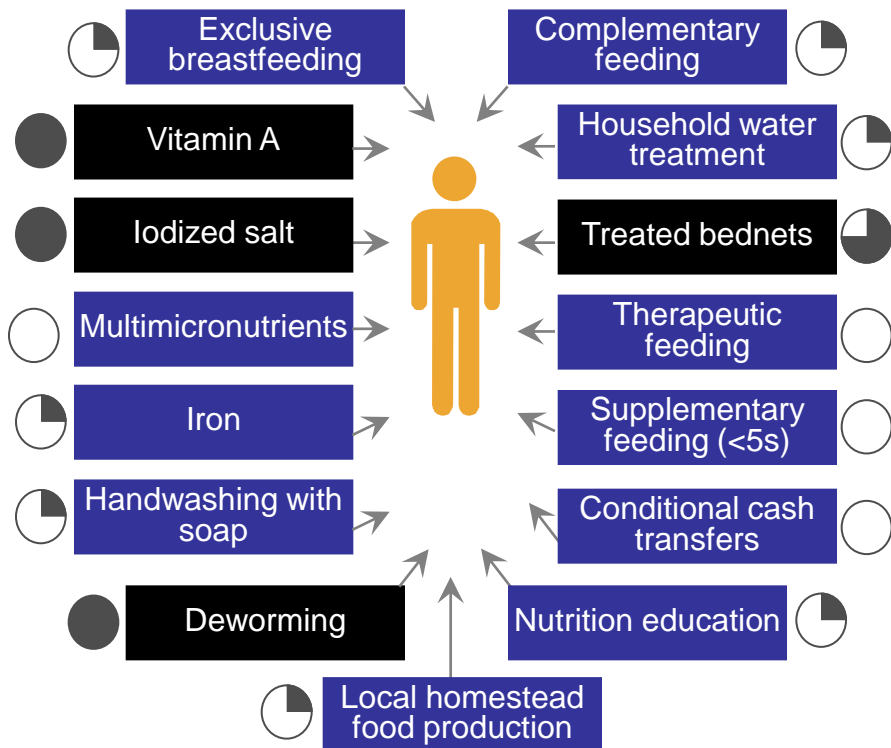 Exclusive
breastfeeding
Complementary
feeding
Vitamin A
Household water
treatment
Iodized salt
Treated bednets
Multimicronutrients
Therapeutic
feeding
Iron
Supplementary
feeding (<5s)
Handwashing with
soap
Conditional cash
transfers
Deworming
Nutrition education
Local homestead
food production